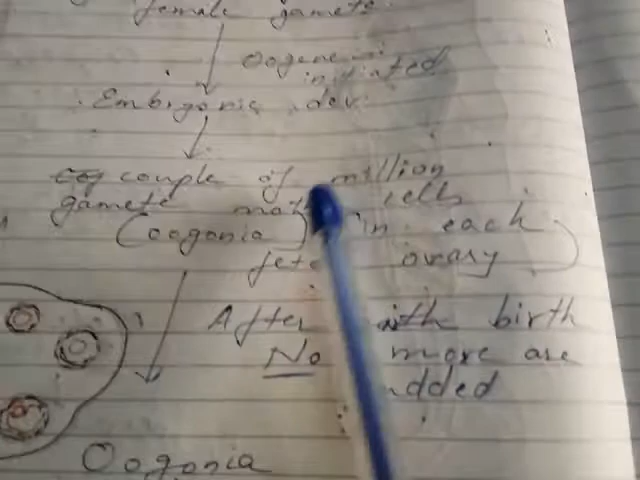 female gamete
Oogenesis
initiated
Embryonic dev.
couple of million
gamete cells
(oogonia) in each
ovary
After birth
No more are
added
Oogonia